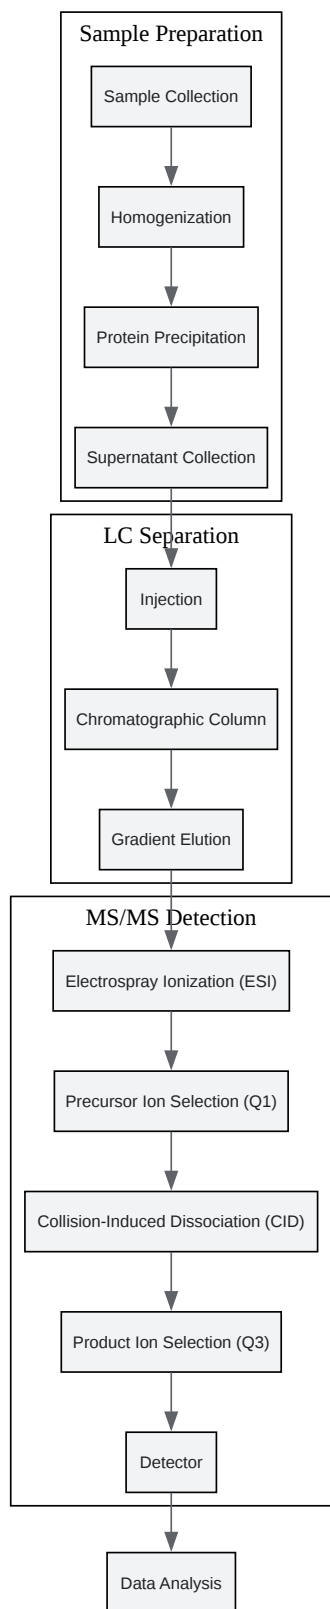 Sample Preparation
Sample Collection
Homogenization
Protein Precipitation
Supernatant Collection
LC Separation
Injection
Chromatographic Column
Gradient Elution
MS/MS Detection
Electrospray Ionization (ESI)
Precursor Ion Selection (Q1)
Collision-Induced Dissociation (CID)
Product Ion Selection (Q3)
Detector
Data Analysis